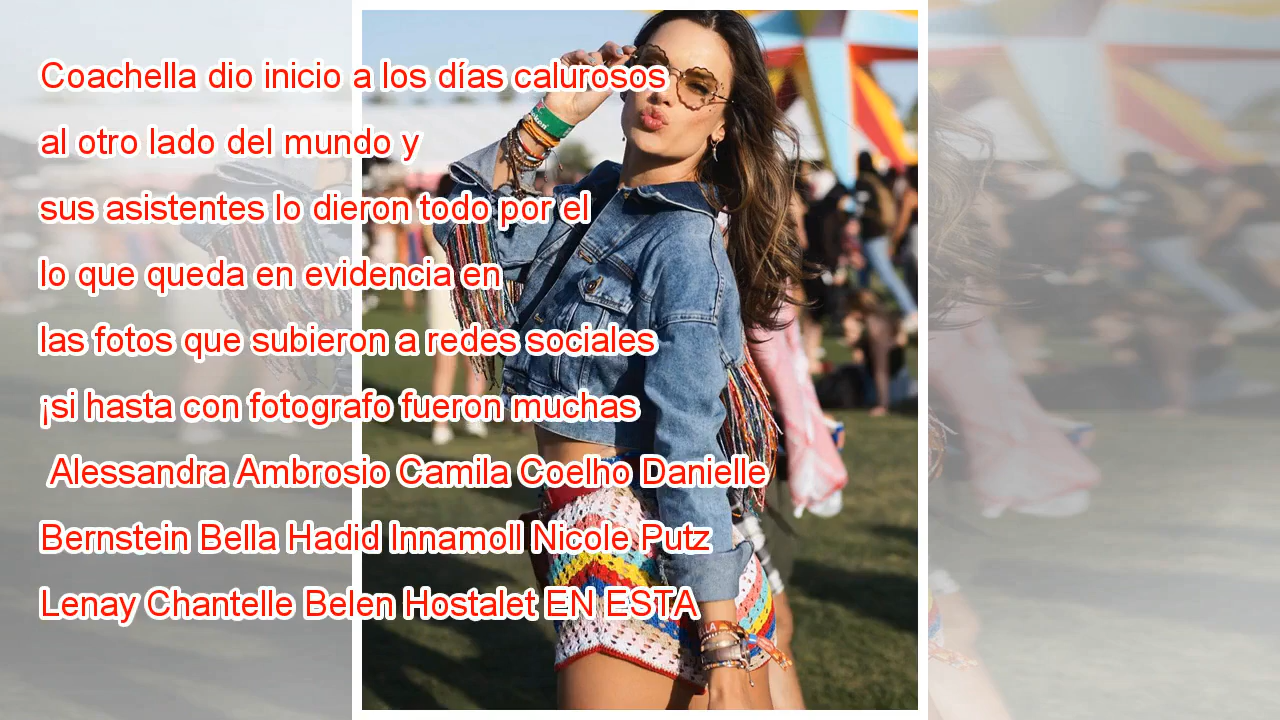 Coachella dio inicio a los días calurosos
al otro lado del mundo y
sus asistentes lo dieron todo por el
lo que queda en evidencia en
las fotos que subieron a redes sociales
¡si hasta con fotografo fueron muchas
Alessandra Ambrosio Camila Coelho Danielle
Bernstein Bella Hadid Innamoll Nicole Putz
Lenay Chantelle Belen Hostalet EN ESTA